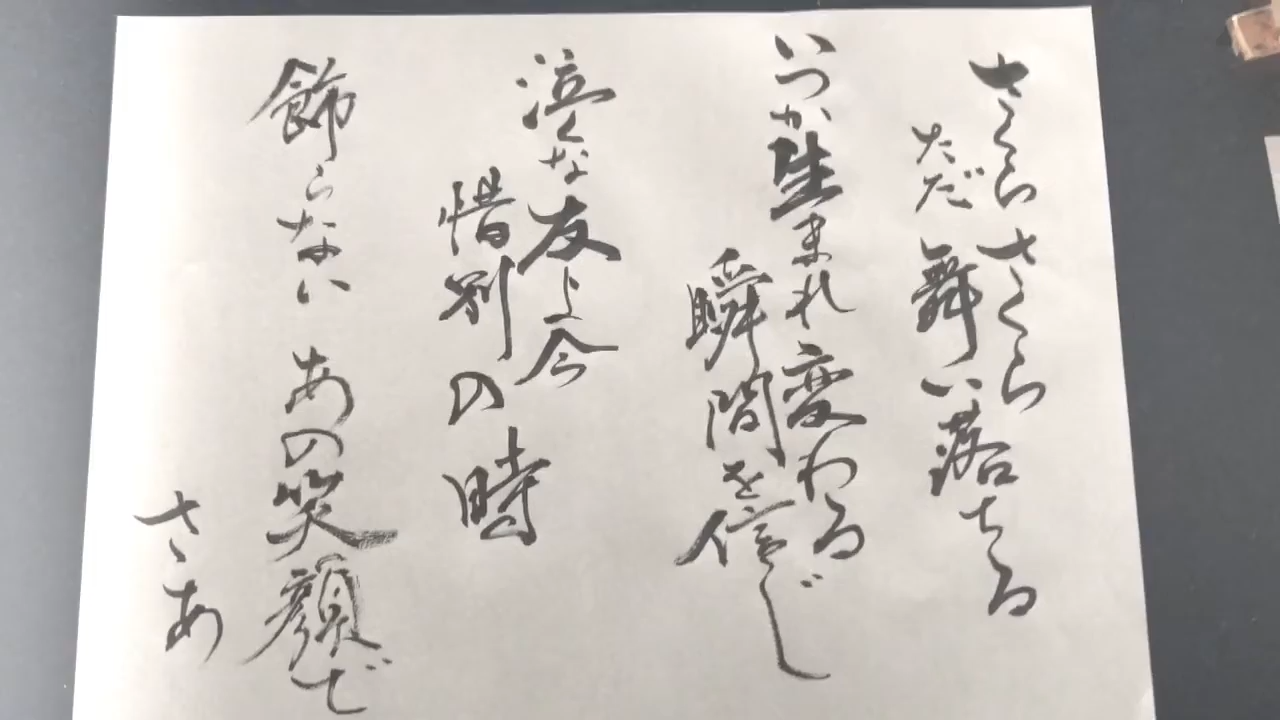 さくらさくら
ただ舞い落ちる
いつか生まれ変わる
瞬間を信じ
泣くな友よ今
惜別の時
飾らないあの笑顔で
さあ